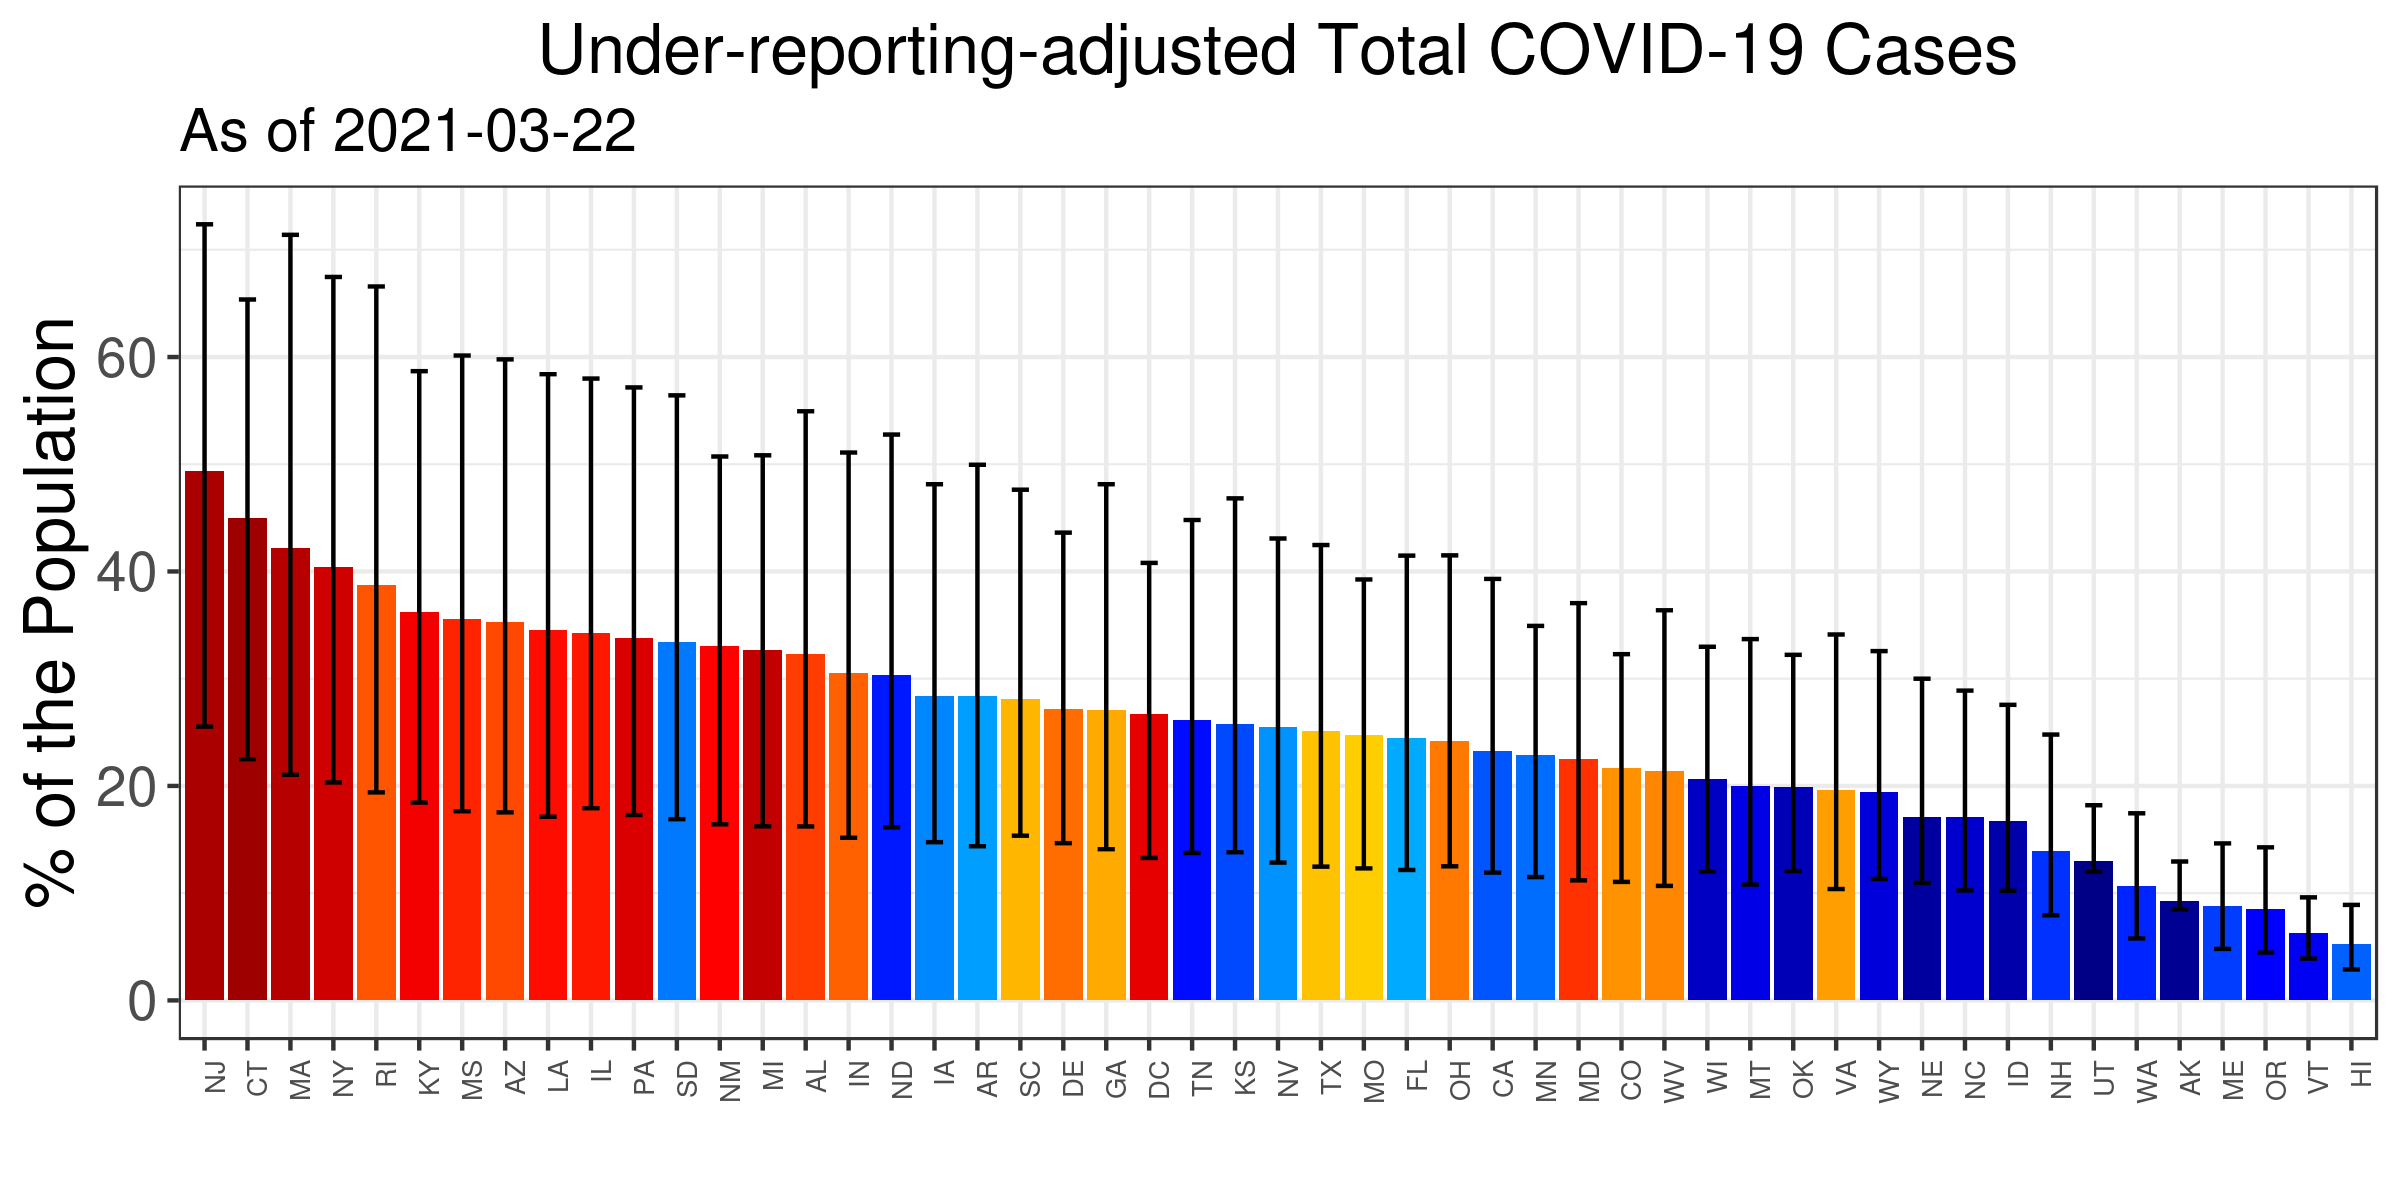 Under-reporting-adjusted Total COVID-19 Cases
As of 2021-03-22
% of the Population
60
40
20
0
NJ CT MA NY RI KY MS AZ LA IL PA SD NM MI AL IN ND IA AR SC DE GA DC TN KS NV TX MO FL OH CA MN MD CO WV WI MT OK VA WY NE NC ID NH UT WA AK ME OR VT HI